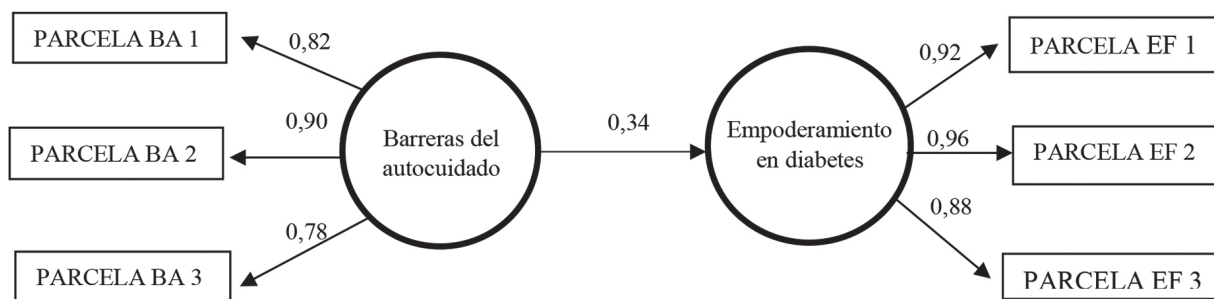 PARCELA BA 1
0,82
PARCELA BA 2
0,90
PARCELA BA 3
0,78
Barreras del
autocuidado
0,34
Empoderamiento
en diabetes
0,92
PARCELA EF 1
0,96
PARCELA EF 2
0,88
PARCELA EF 3